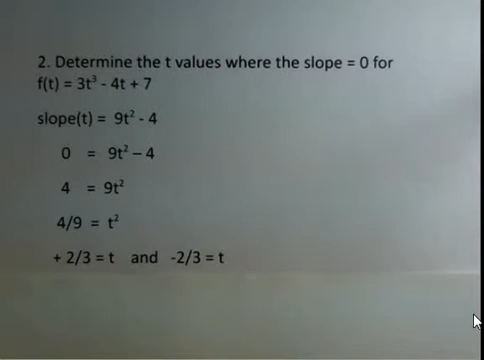 2. Determine the t values where the slope = 0 for
f(t) = 3t³ - 4t + 7
slope(t) = 9t² - 4
0 = 9t² – 4
4 = 9t²
4/9 = t²
+ 2/3 = t and -2/3 = t